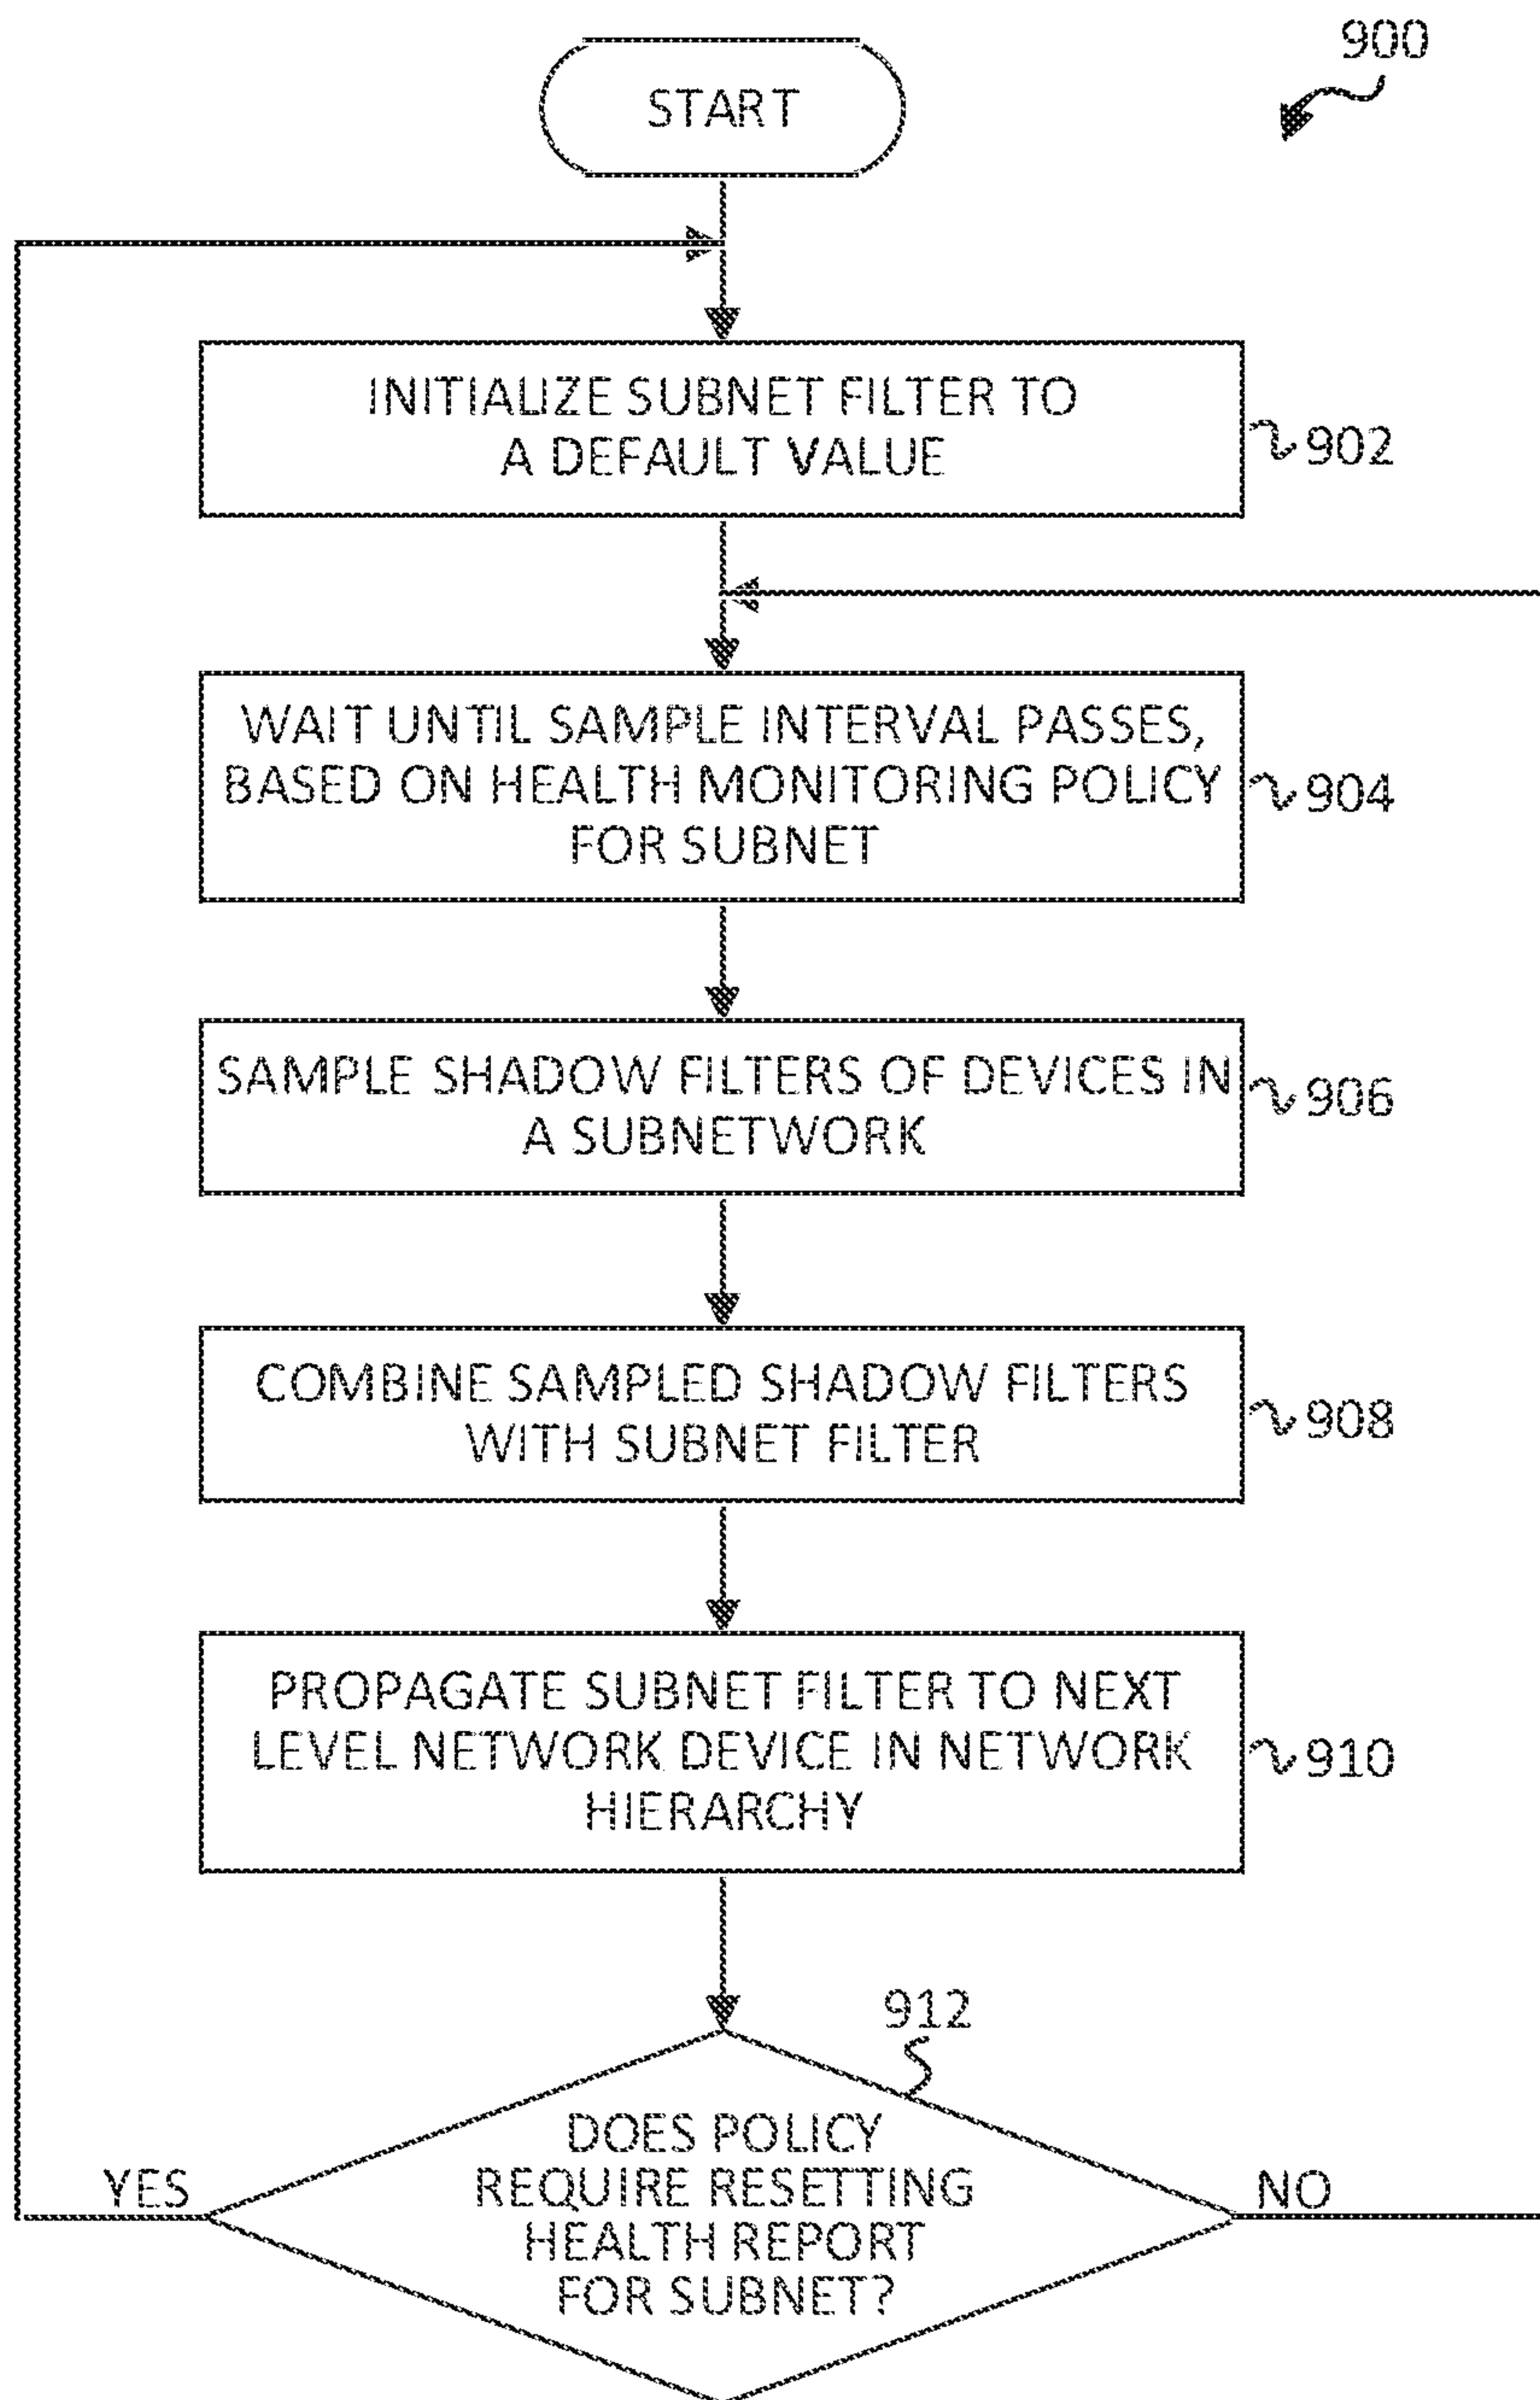 900
START
INITIALIZE SUBNET FILTER TO
A DEFAULT VALUE
902
WAIT UNTIL SAMPLE INTERVAL PASSES,
BASED ON HEALTH MONITORING POLICY
FOR SUBNET
904
SAMPLE SHADOW FILTERS OF DEVICES IN
A SUBNETWORK
906
COMBINE SAMPLED SHADOW FILTERS
WITH SUBNET FILTER
908
PROPAGATE SUBNET FILTER TO NEXT
LEVEL NETWORK DEVICE IN NETWORK
HIERARCHY
910
912
DOES POLICY
REQUIRE RESETTING
HEALTH REPORT
FOR SUBNET?
YES
NO